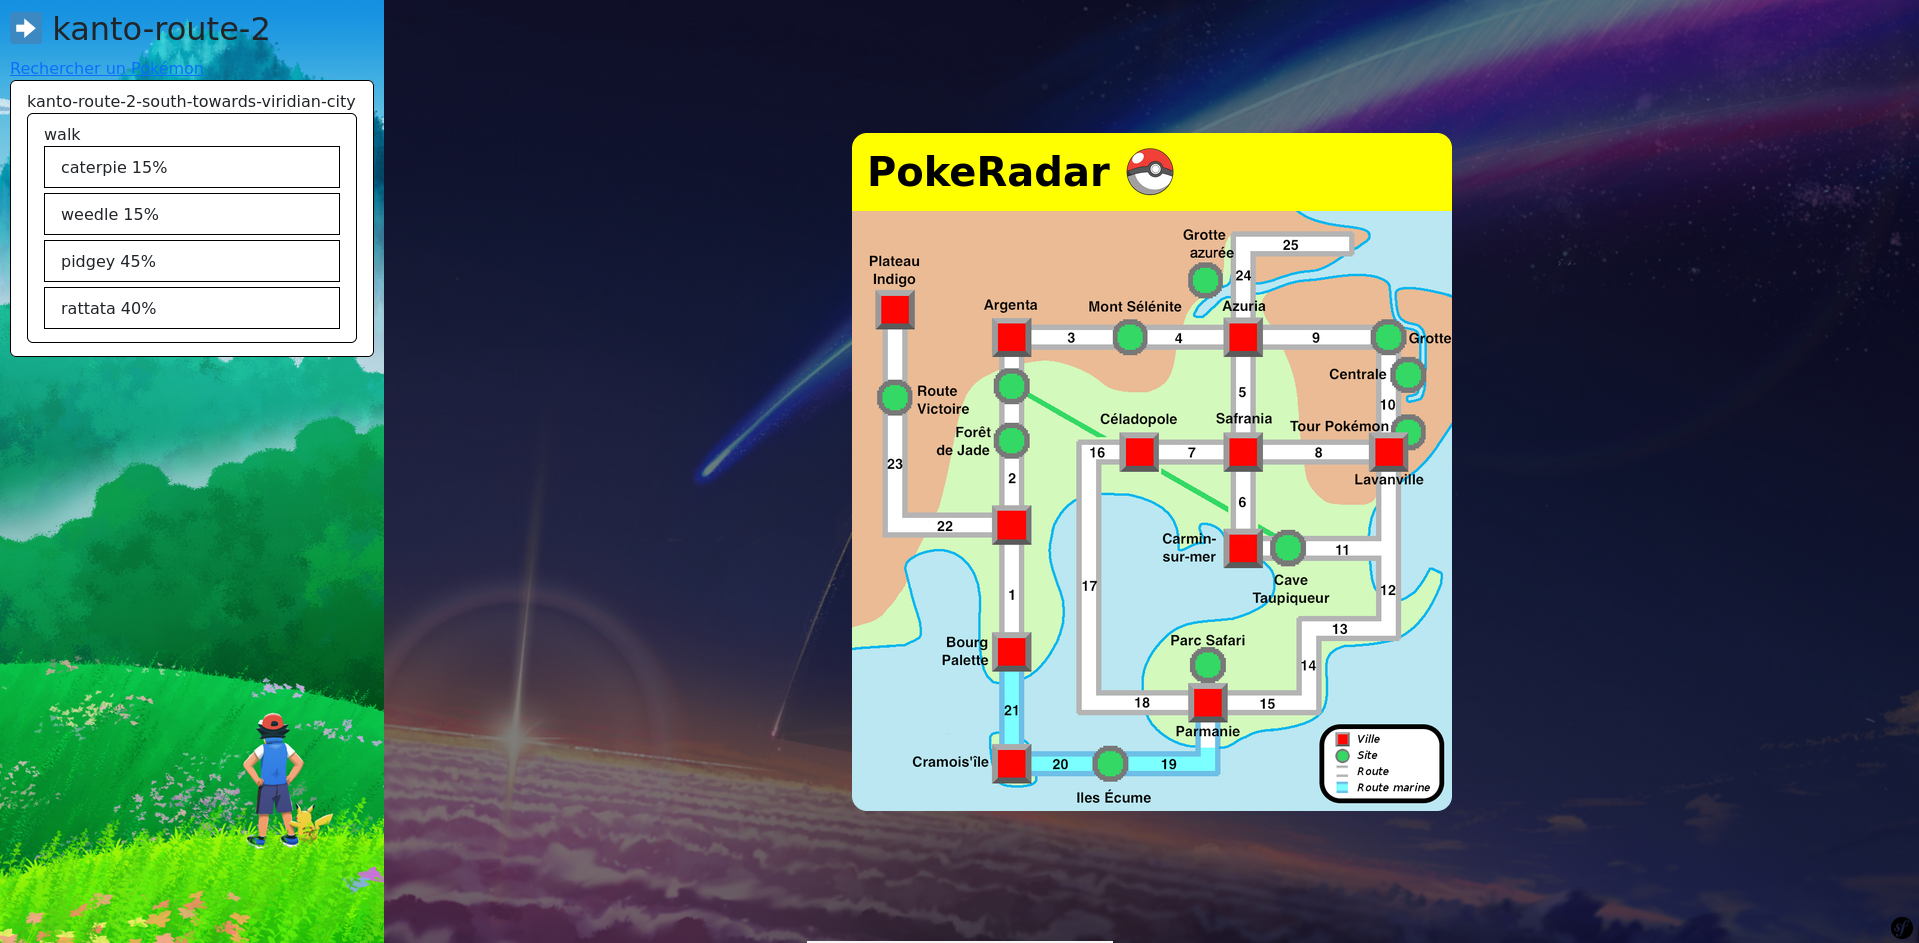 kanto-route-2
Rechercher un Pokémon
kanto-route-2-south-towards-viridian-city
walk
caterpie 15%
weedle 15%
pidgey 45%
rattata 40%
PokeRadar
Grotte
azurée
25
24
Plateau
Indigo
Argenta
Mont Sélénite
Azuria
3
4
9
Grotte
Centrale
Route
Victoire
5
10
Céladopole
Safrania
Tour Pokémon
Forêt
de Jade
23
16
7
8
2
Lavanville
6
22
Carmin-
sur-mer
11
Cave
Taupiqueur
17
12
1
13
Bourg
Palette
Parc Safari
14
21
18
15
Parmanie
Cramois'île
20
19
Iles Écume
Ville
Site
Route
Route marine
sf